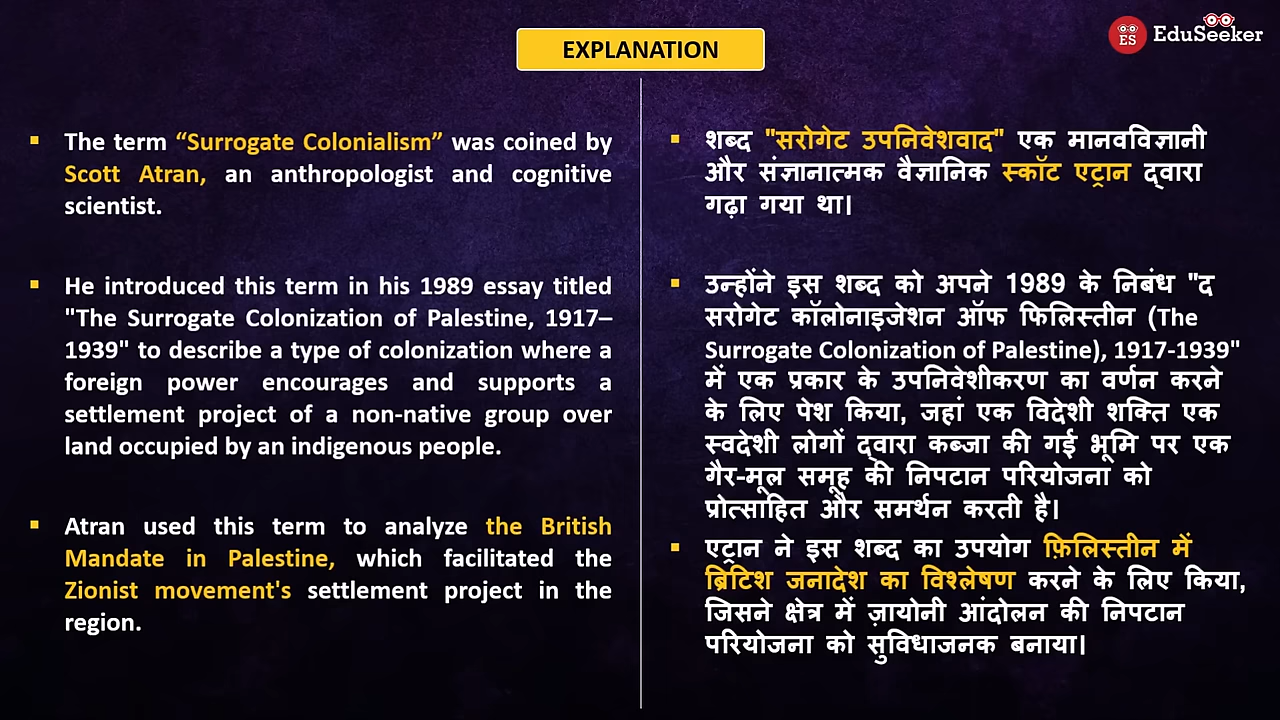 EXPLANATION
ES EduSeeker
The term “Surrogate Colonialism” was coined by
Scott Atran, an anthropologist and cognitive
scientist.
He introduced this term in his 1989 essay titled
"The Surrogate Colonization of Palestine, 1917–
1939" to describe a type of colonization where a
foreign power encourages and supports a
settlement project of a non-native group over
land occupied by an indigenous people.
Atran used this term to analyze the British
Mandate in Palestine, which facilitated the
Zionist movement's settlement project in the
region.
शब्द "सरोगेट उपनिवेशवाद" एक मानवविज्ञानी
और संज्ञानात्मक वैज्ञानिक स्कॉट एट्रान द्वारा
गढ़ा गया था।
उन्होंने इस शब्द को अपने 1989 के निबंध "द
सरोगेट कॉलोनाइजेशन ऑफ फिलिस्तीन (The
Surrogate Colonization of Palestine), 1917-1939"
में एक प्रकार के उपनिवेशीकरण का वर्णन करने
के लिए पेश किया, जहां एक विदेशी शक्ति एक
स्वदेशी लोगों द्वारा कब्जा की गई भूमि पर एक
गैर-मूल समूह की निपटान परियोजना को
प्रोत्साहित और समर्थन करती है।
एट्रान ने इस शब्द का उपयोग फ़िलिस्तीन में
ब्रिटिश जनादेश का विश्लेषण करने के लिए किया,
जिसने क्षेत्र में ज़ायोनी आंदोलन की निपटान
परियोजना को सुविधाजनक बनाया।